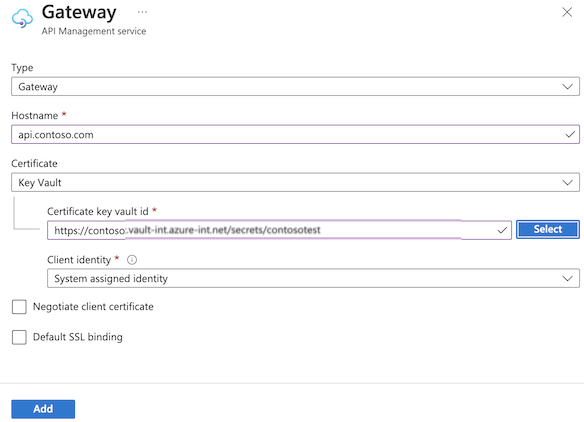 Gateway ...
API Management service
Type
Gateway
Hostname *
api.contoso.com
Certificate
Key Vault
Certificate key vault id *
https://contoso.vault-int.azure-int.net/secrets/contosotest
Select
Client identity *
System assigned identity
Negotiate client certificate
Default SSL binding
Add